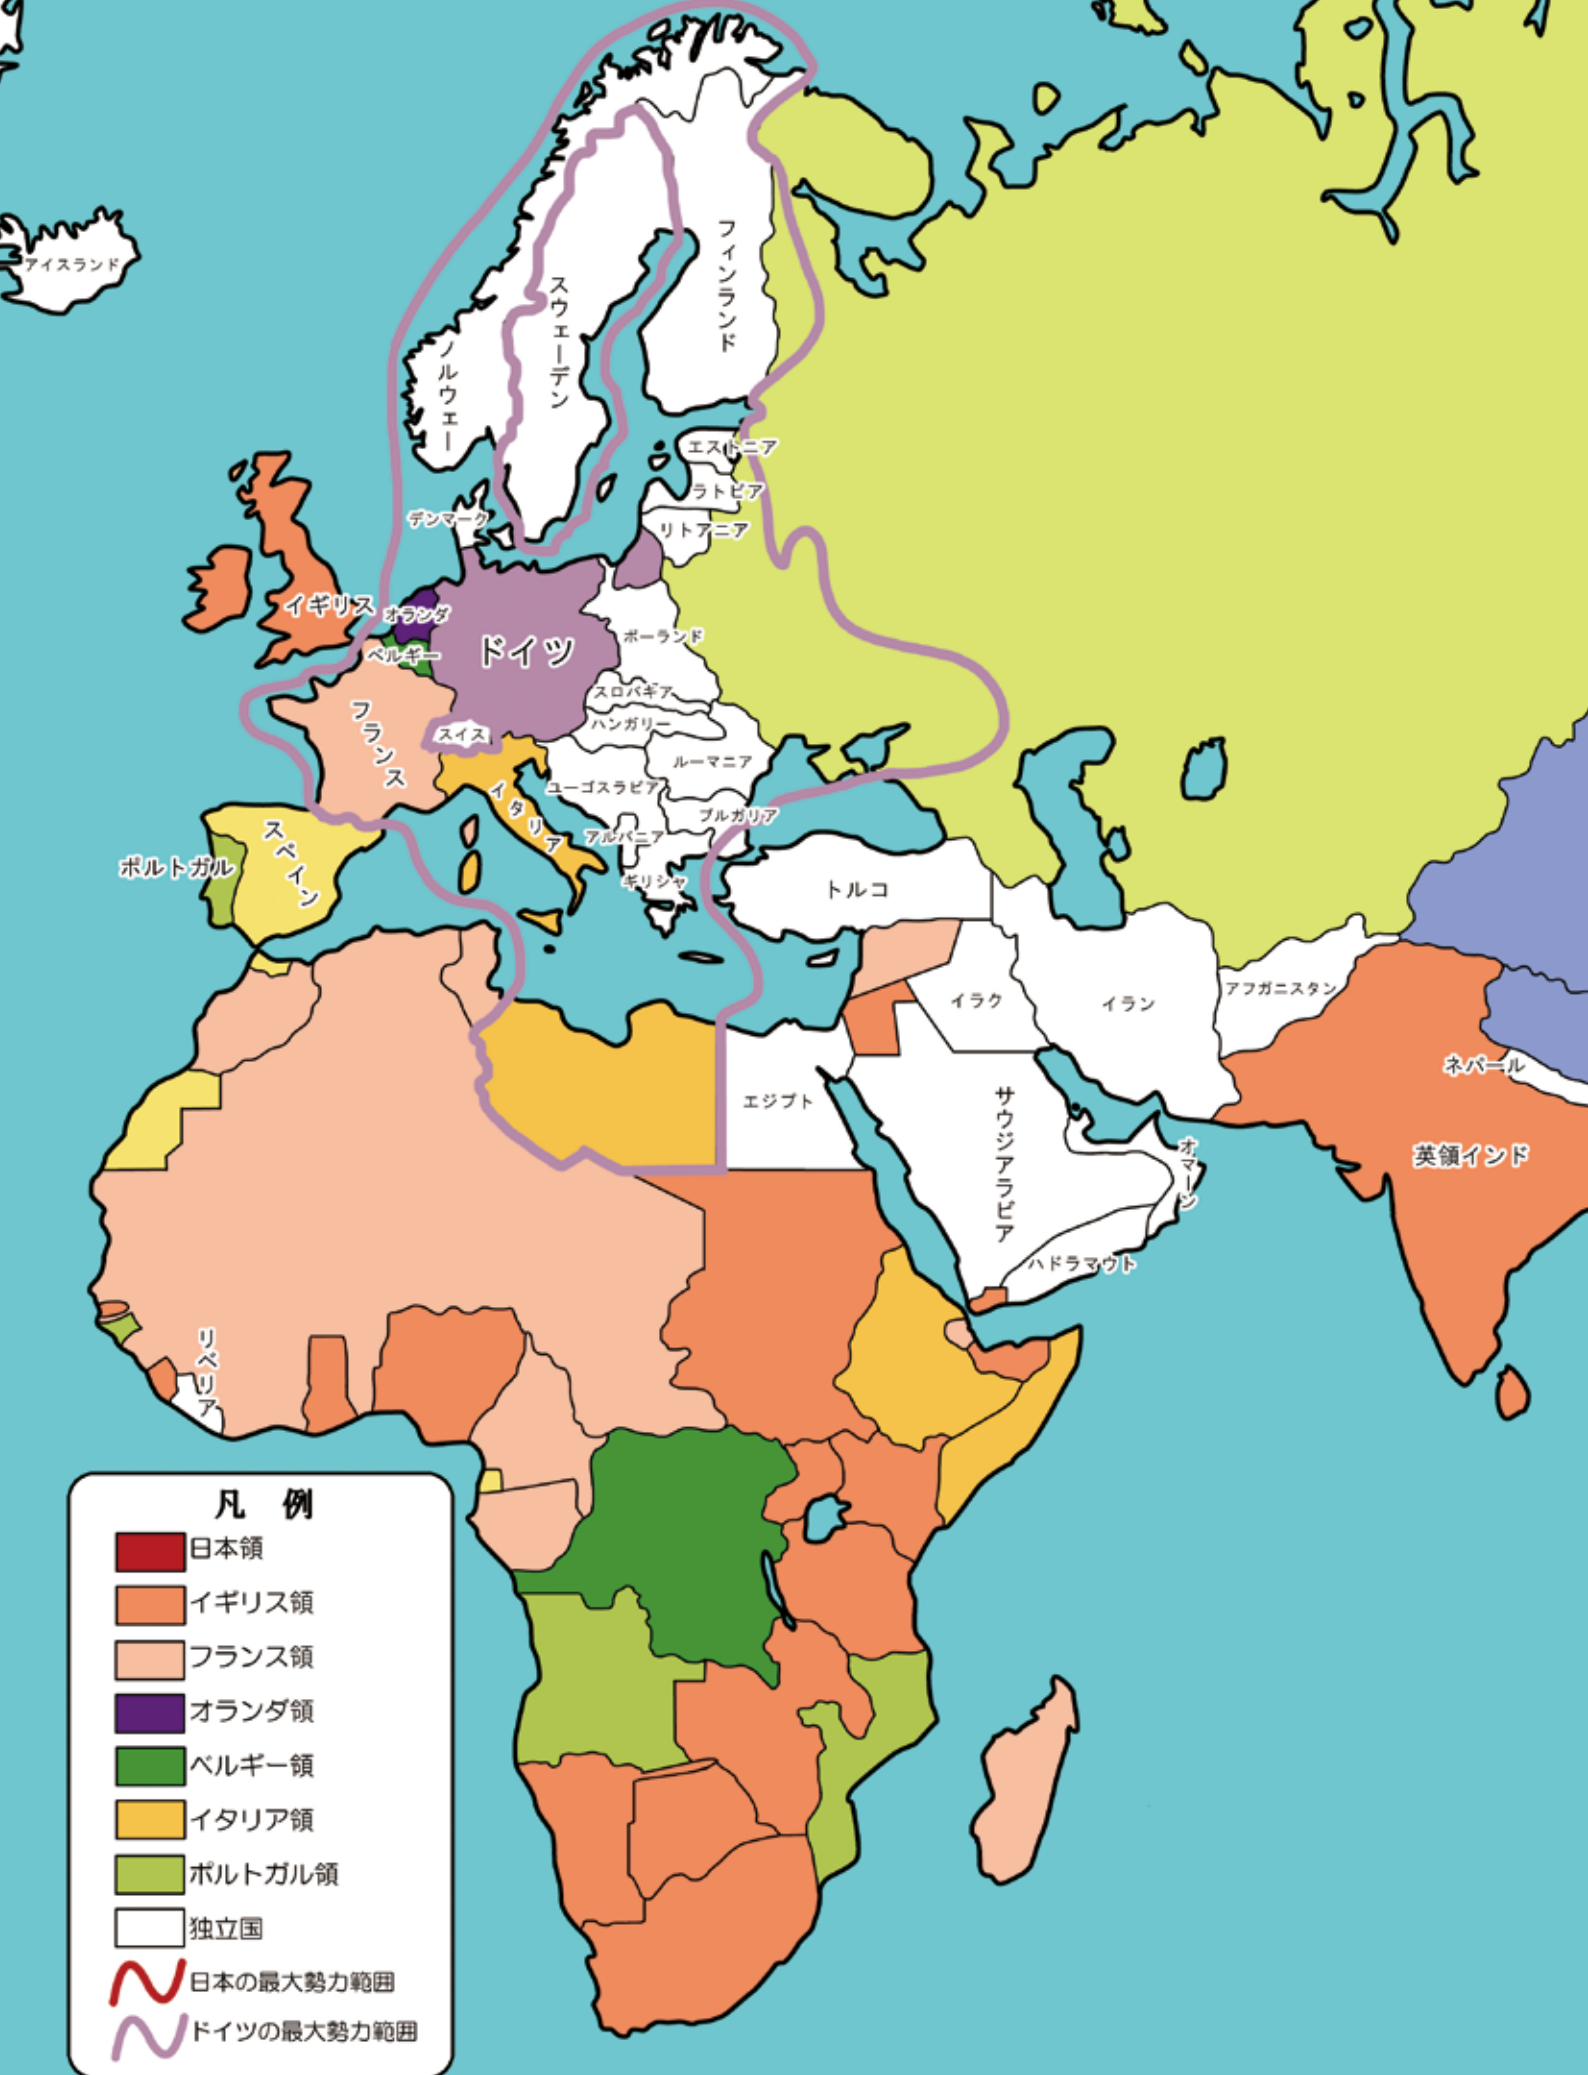 アイスランド
ノルウェー
スウェーデン
フィンランド
エストニア
ラトビア
リトアニア
デンマーク
イギリス
オランダ
ベルギー
ドイツ
ポーランド
スロバギア
ハンガリー
フランス
スイス
ルーマニア
イタリア
ユーゴスラビア
ブルガリア
アルバニア
ギリシャ
スペイン
ポルトガル
トルコ
イラク
イラン
アフガニスタン
ネパール
エジプト
サウジアラビア
オマーン
英領インド
ハドラマウト
リベリア
凡 例
日本領
イギリス領
フランス領
オランダ領
ベルギー領
イタリア領
ポルトガル領
独立国
日本の最大勢力範囲
ドイツの最大勢力範囲